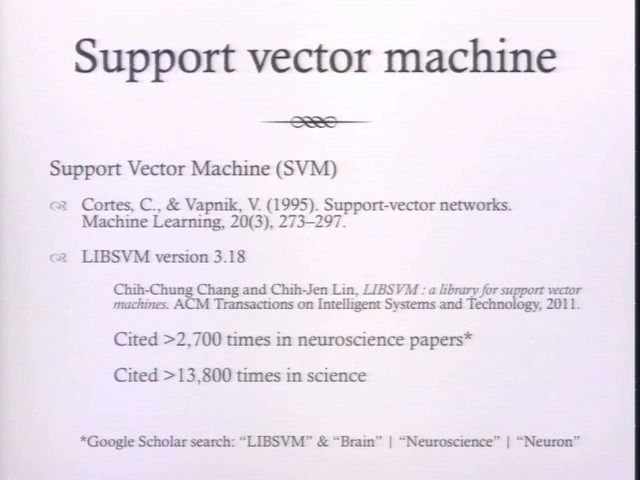 Support vector machine
Support Vector Machine (SVM)
Cortes, C., & Vapnik, V. (1995). Support-vector networks.
Machine Learning, 20(3), 273–297.
LIBSVM version 3.18
Chih-Chung Chang and Chih-Jen Lin, LIBSVM : a library for support vector
machines. ACM Transactions on Intelligent Systems and Technology, 2011.
Cited >2,700 times in neuroscience papers*
Cited >13,800 times in science
*Google Scholar search: “LIBSVM” & “Brain” | “Neuroscience” | “Neuron”